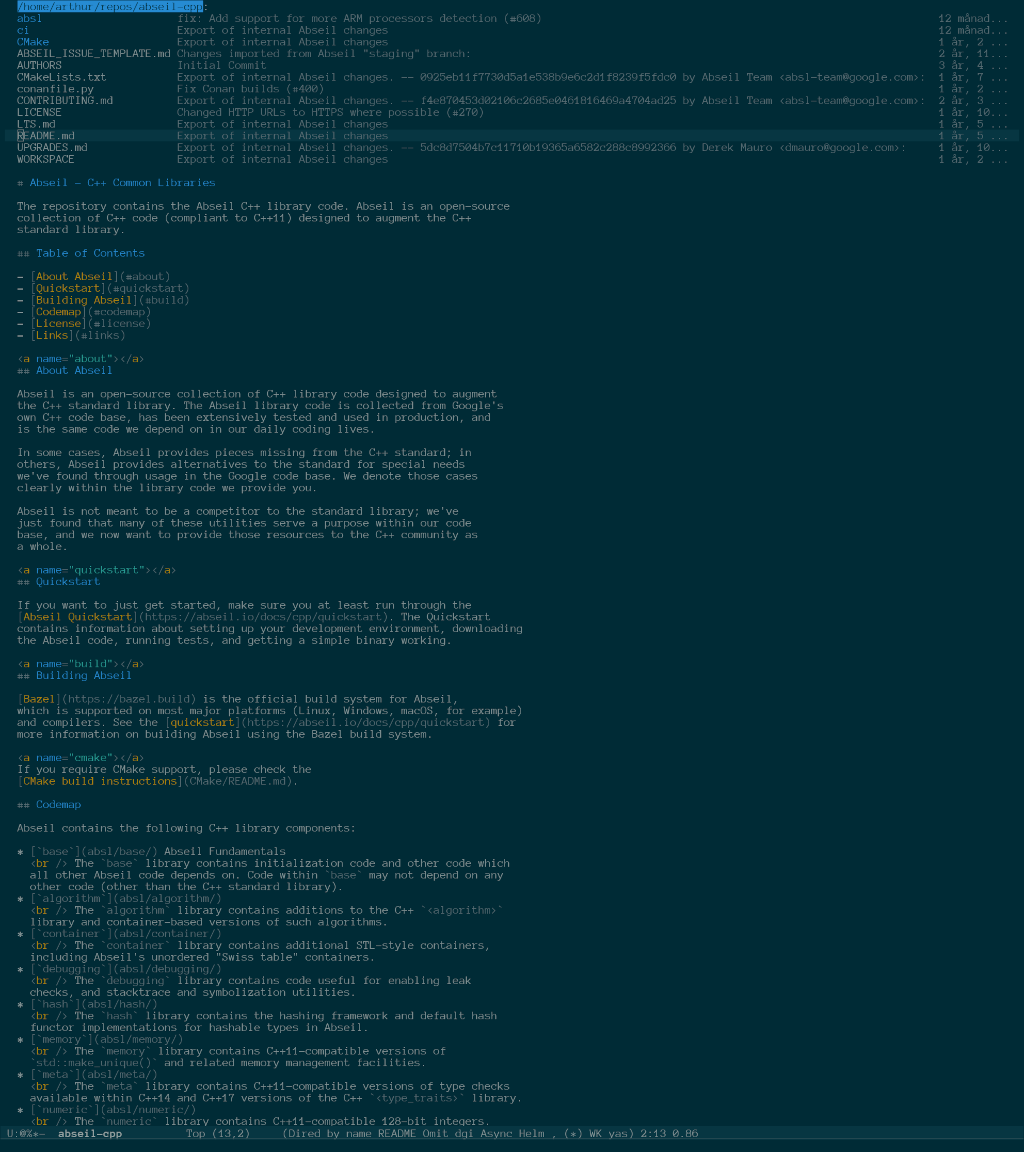 /home/arthur/repos/abseil-cpp:
absl fix: Add support for more ARM processors detection (#608) 12 månad...
ci Export of internal Abseil changes 12 månad...
CMake Export of internal Abseil changes 1 år, 2 ...
ABSEIL_ISSUE_TEMPLATE.md Changes imported from Abseil "staging" branch: 2 år, 11...
AUTHORS Initial Commit 3 år, 4 ...
CMakeLists.txt Export of internal Abseil changes. -- 0925eb11f7730d5a1e538b9e6c2d1f8239f5fdc0 by Abseil Team <absl-team@google.com>: 1 år, 7 ...
conanfile.py Fix Conan builds (#400) 1 år, 2 ...
CONTRIBUTING.md Export of internal Abseil changes. -- f4e870453d02106c2685e0461816469a4704ad25 by Abseil Team <absl-team@google.com>: 2 år, 3 ...
LICENSE Changed HTTP URLs to HTTPS where possible (#270) 1 år, 10...
LTS.md Export of internal Abseil changes 1 år, 5 ...
README.md Export of internal Abseil changes 1 år, 5 ...
UPGRADES.md Export of internal Abseil changes. -- 5dc8d7504b7c11710b19365a6582c288c8992366 by Derek Mauro <dmauro@google.com>: 1 år, 10...
WORKSPACE Export of internal Abseil changes 1 år, 2 ...
# Abseil - C++ Common Libraries
The repository contains the Abseil C++ library code. Abseil is an open-source
collection of C++ code (compliant to C++11) designed to augment the C++
standard library.
## Table of Contents
- [About Abseil](#about)
- [Quickstart](#quickstart)
- [Building Abseil](#build)
- [Codemap](#codemap)
- [License](#license)
- [Links](#links)
<a name="about"></a>
## About Abseil
Abseil is an open-source collection of C++ library code designed to augment
the C++ standard library. The Abseil library code is collected from Google's
own C++ code base, has been extensively tested and used in production, and
is the same code we depend on in our daily coding lives.
In some cases, Abseil provides pieces missing from the C++ standard; in
others, Abseil provides alternatives to the standard for special needs
we've found through usage in the Google code base. We denote those cases
clearly within the library code we provide you.
Abseil is not meant to be a competitor to the standard library; we've
just found that many of these utilities serve a purpose within our code
base, and we now want to provide those resources to the C++ community as
a whole.
<a name="quickstart"></a>
## Quickstart
If you want to just get started, make sure you at least run through the
[Abseil Quickstart](https://abseil.io/docs/cpp/quickstart). The Quickstart
contains information about setting up your development environment, downloading
the Abseil code, running tests, and getting a simple binary working.
<a name="build"></a>
## Building Abseil
[Bazel](https://bazel.build) is the official build system for Abseil,
which is supported on most major platforms (Linux, Windows, macOS, for example)
and compilers. See the [quickstart](https://abseil.io/docs/cpp/quickstart) for
more information on building Abseil using the Bazel build system.
<a name="cmake"></a>
If you require CMake support, please check the
[CMake build instructions](CMake/README.md).
## Codemap
Abseil contains the following C++ library components:
* [`base`](absl/base/) Abseil Fundamentals
<br /> The `base` library contains initialization code and other code which
all other Abseil code depends on. Code within `base` may not depend on any
other code (other than the C++ standard library).
* [`algorithm`](absl/algorithm/)
<br /> The `algorithm` library contains additions to the C++ `<algorithm>`
library and container-based versions of such algorithms.
* [`container`](absl/container/)
<br /> The `container` library contains additional STL-style containers,
including Abseil's unordered "Swiss table" containers.
* [`debugging`](absl/debugging/)
<br /> The `debugging` library contains code useful for enabling leak
checks, and stacktrace and symbolization utilities.
* [`hash`](absl/hash/)
<br /> The `hash` library contains the hashing framework and default hash
functor implementations for hashable types in Abseil.
* [`memory`](absl/memory/)
<br /> The `memory` library contains C++11-compatible versions of
`std::make_unique()` and related memory management facilities.
* [`meta`](absl/meta/)
<br /> The `meta` library contains C++11-compatible versions of type checks
available within C++14 and C++17 versions of the C++ `<type_traits>` library.
* [`numeric`](absl/numeric/)
<br /> The `numeric` library contains C++11-compatible 128-bit integers.
U:@%*- abseil-cpp Top (13,2) (Dired by name README Omit dgi Async Helm , (*) WK yas) 2:13 0.86